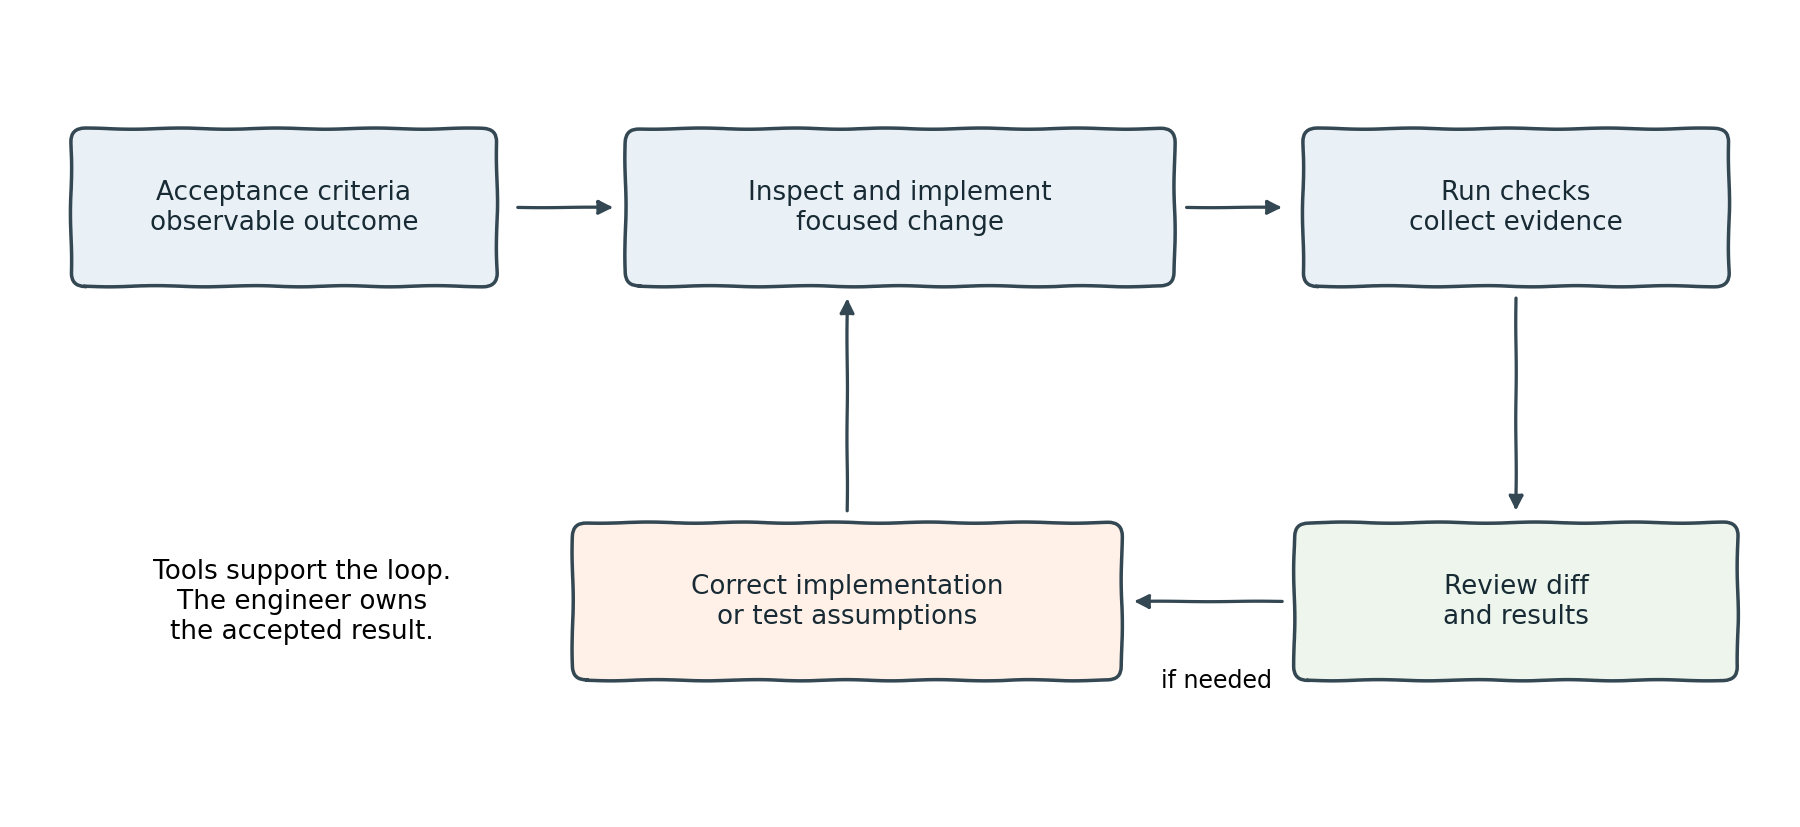 Acceptance criteria
observable outcome
Inspect and implement
focused change
Run checks
collect evidence
Tools support the loop.
The engineer owns
the accepted result.
Correct implementation
or test assumptions
if needed
Review diff
and results